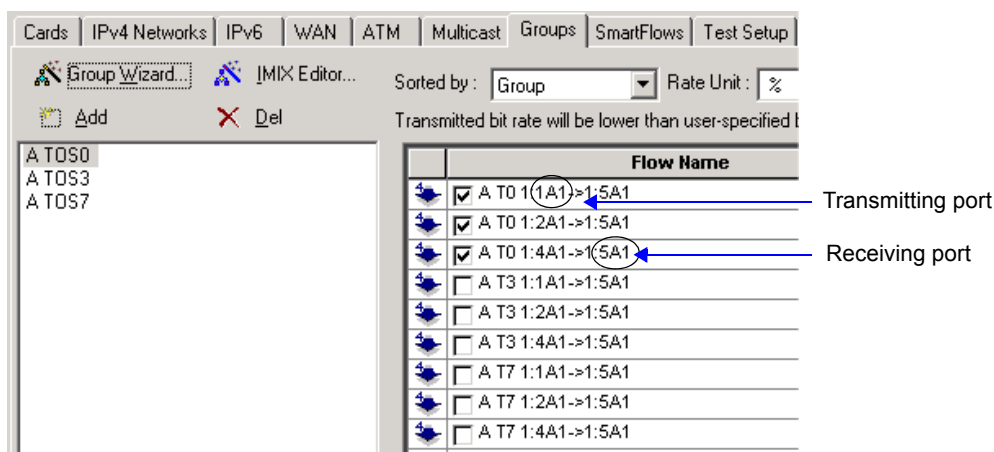 Cards IPv4 Networks IPv6 WAN ATM Multicast Groups SmartFlows Test Setup
Group Wizard... IMIX Editor... Sorted by : Group Rate Unit : %
Add Del Transmitted bit rate will be lower than user-specified
A TOS0
A TOS3
A TOS7
Flow Name
A T0 1:1A1->1:5A1 Transmitting port
A T0 1:2A1->1:5A1
A T0 1:4A1->1:5A1 Receiving port
A T3 1:1A1->1:5A1
A T3 1:2A1->1:5A1
A T3 1:4A1->1:5A1
A T7 1:1A1->1:5A1
A T7 1:2A1->1:5A1
A T7 1:4A1->1:5A1